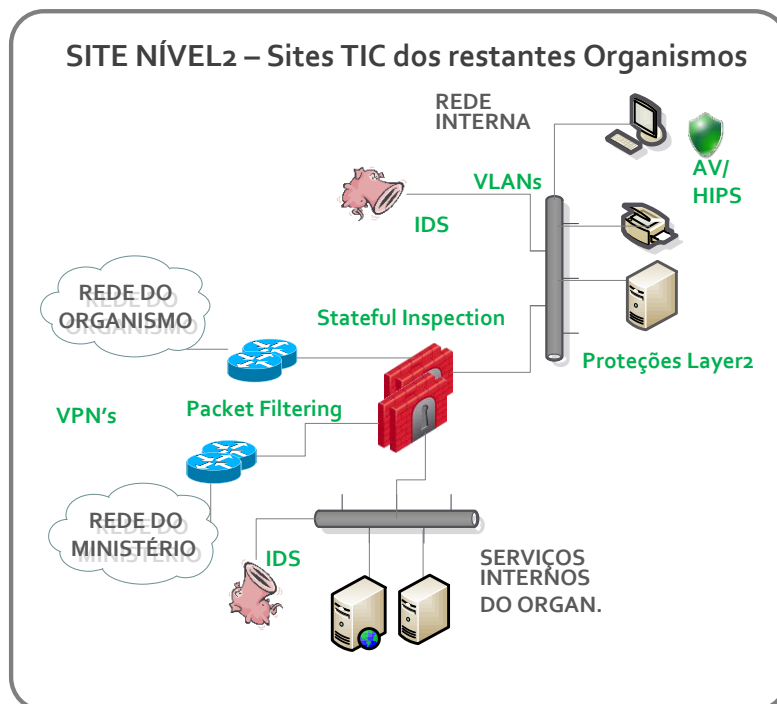 SITE NÍVEL2 – Sites TIC dos restantes Organismos
REDE
INTERNA
AV/
HIPS
VLANs
IDS
REDE DO
ORGANISMO
Stateful Inspection
Proteções Layer2
VPN's
Packet Filtering
REDE DO
MINISTÉRIO
IDS
SERVIÇOS
INTERNOS
DO ORGAN.